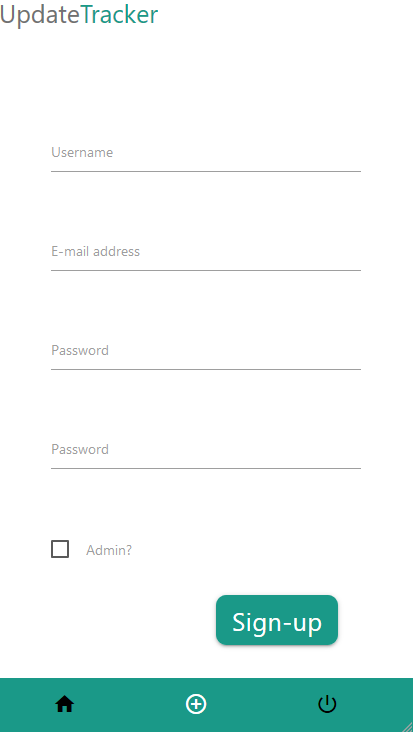 UpdateTracker
Username
E-mail address
Password
Password
Admin?
Sign-up